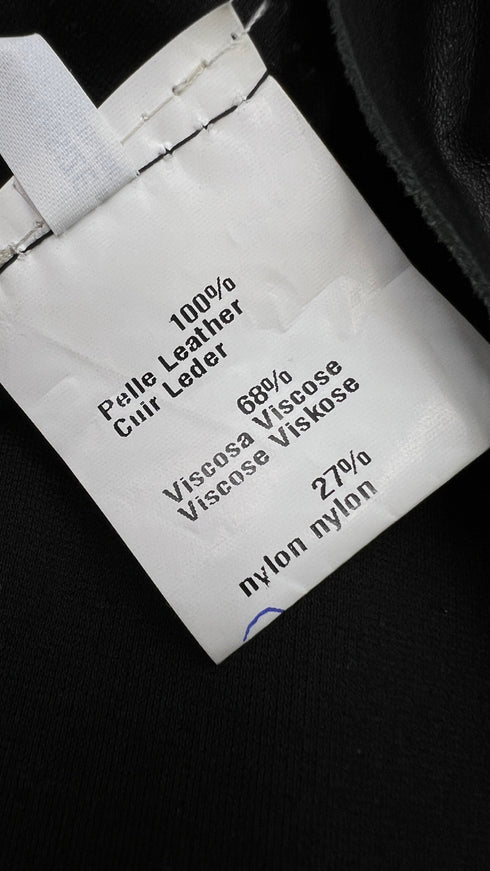 100%
Pelle Leather
Cuir Leder
68%
Viscosa Viscose
Viscose Viskose
27%
nylon nylon